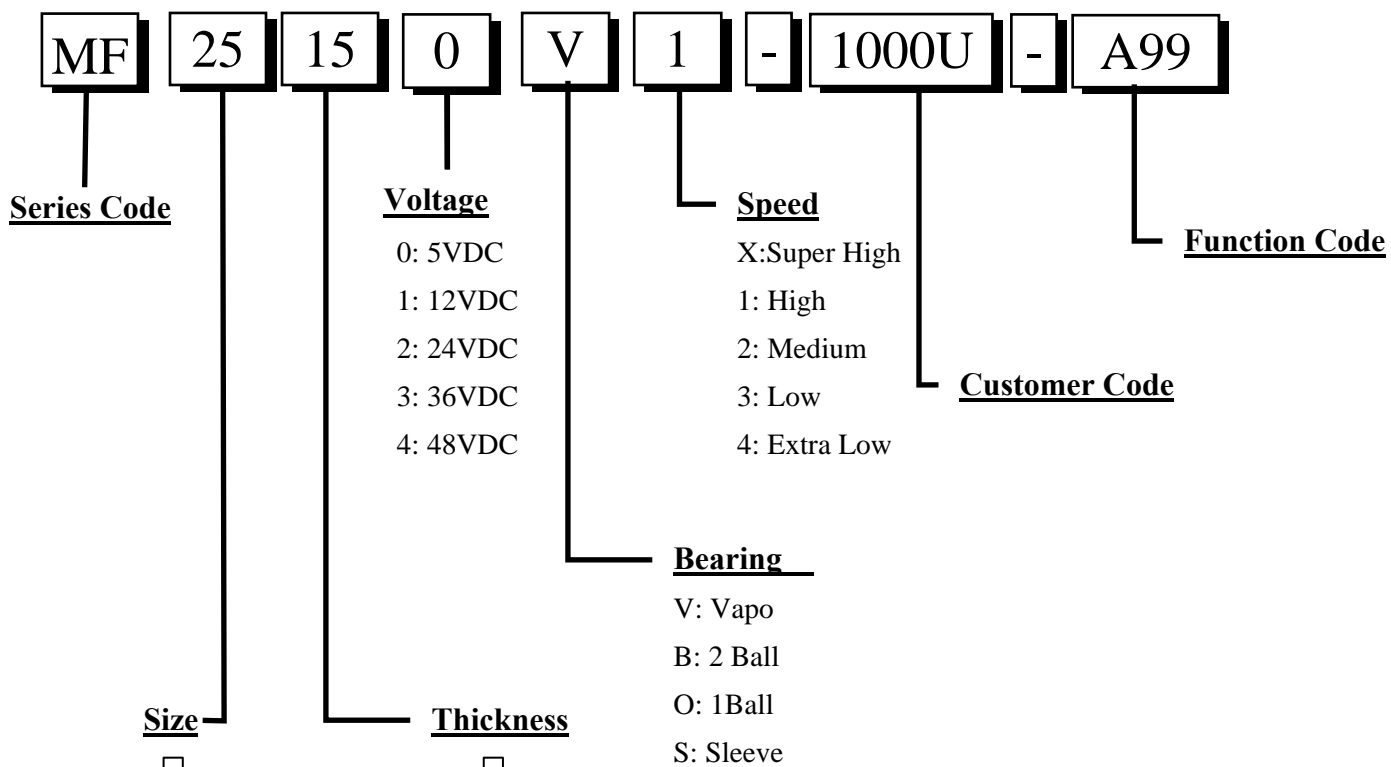 MF 25 15 0 V 1 - 1000U - A99
Series Code
Voltage
0: 5VDC
1: 12VDC
2: 24VDC
3: 36VDC
4: 48VDC
Speed
X:Super High
1: High
2: Medium
3: Low
4: Extra Low
Function Code
Customer Code
Bearing
V: Vapo
B: 2 Ball
O: 1Ball
S: Sleeve
Size
Thickness